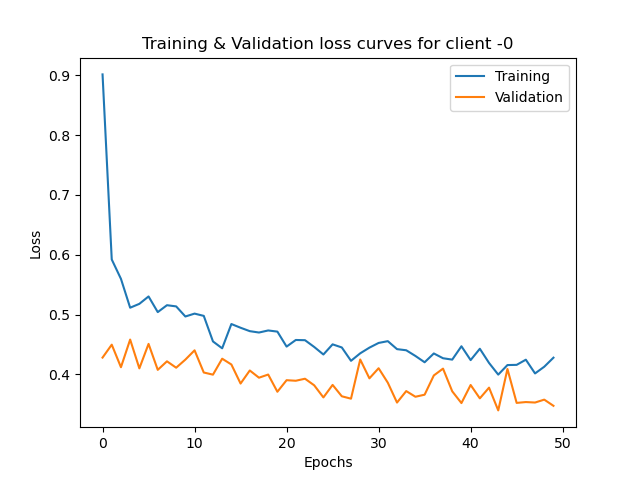 Training & Validation loss curves for client -0
Training
Validation
0.9
0.8
0.7
0.6
0.5
0.4
Loss
0
10
20
30
40
50
Epochs